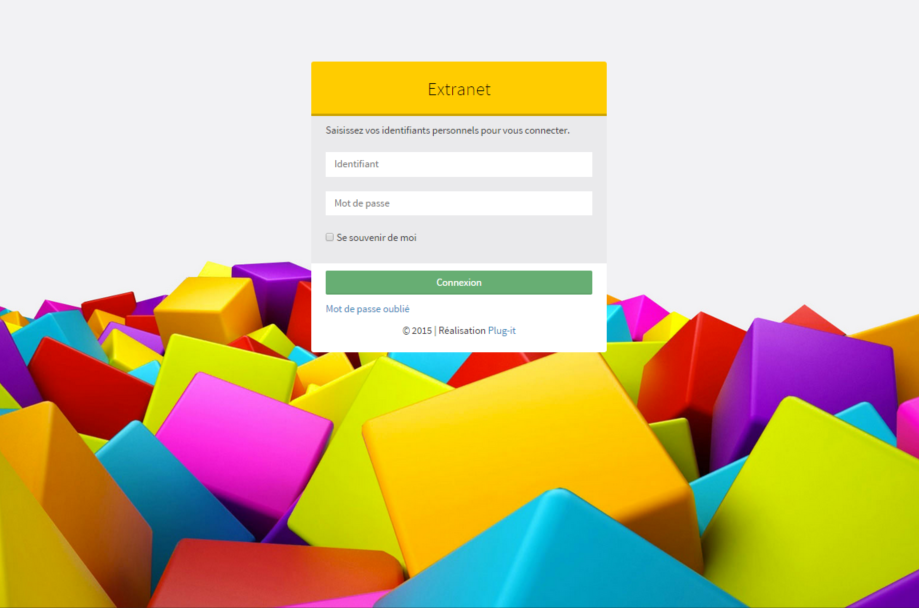 Extranet
Saisissez vos identifiants personnels pour vous connecter.
Identifiant
Mot de passe
Se souvenir de moi
Connexion
Mot de passe oublié
© 2015 | Réalisation Plug-it